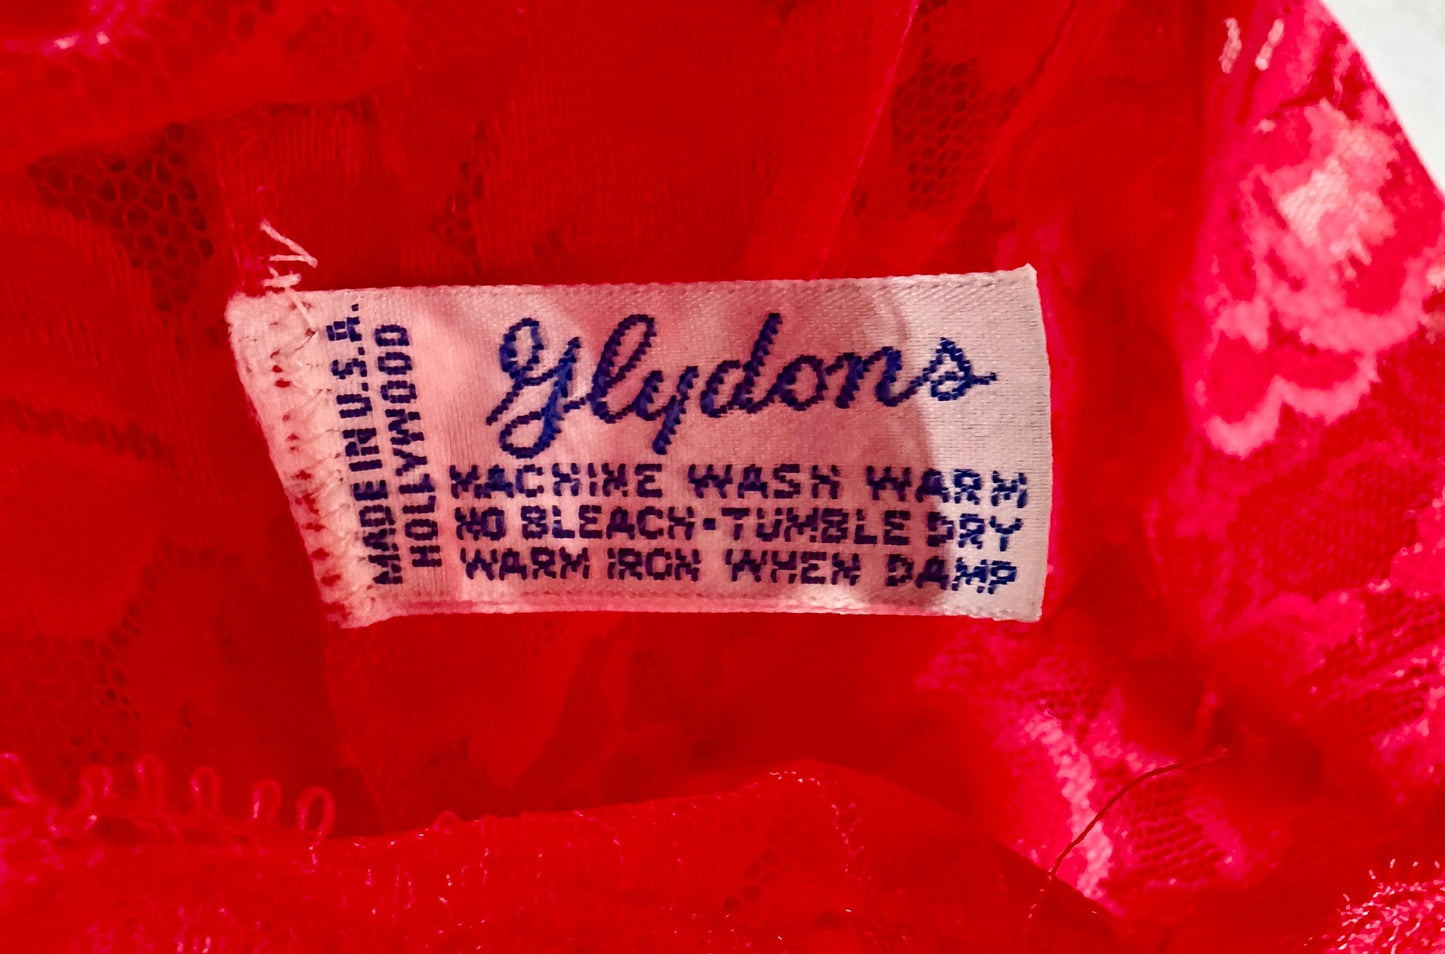 Glydons
MACHINE WASH WARM
NO BLEACH-TUMBLE DRY
WARM IRON WHEN DAMP
MADE IN U.S.A.
HOLLYWOOD